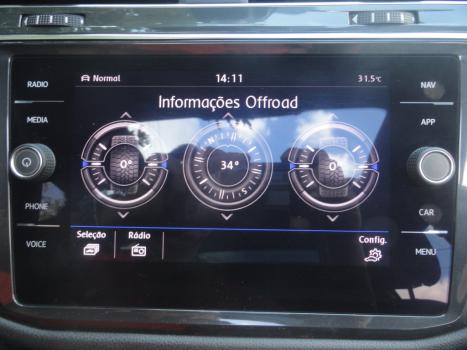 RADIO
MEDIA
PHONE
VOICE
Normal 14:11 31.5°C
Informações Offroad
0° 34° 0°
Seleção Rádio Config.
NAV
APP
CAR
MENU